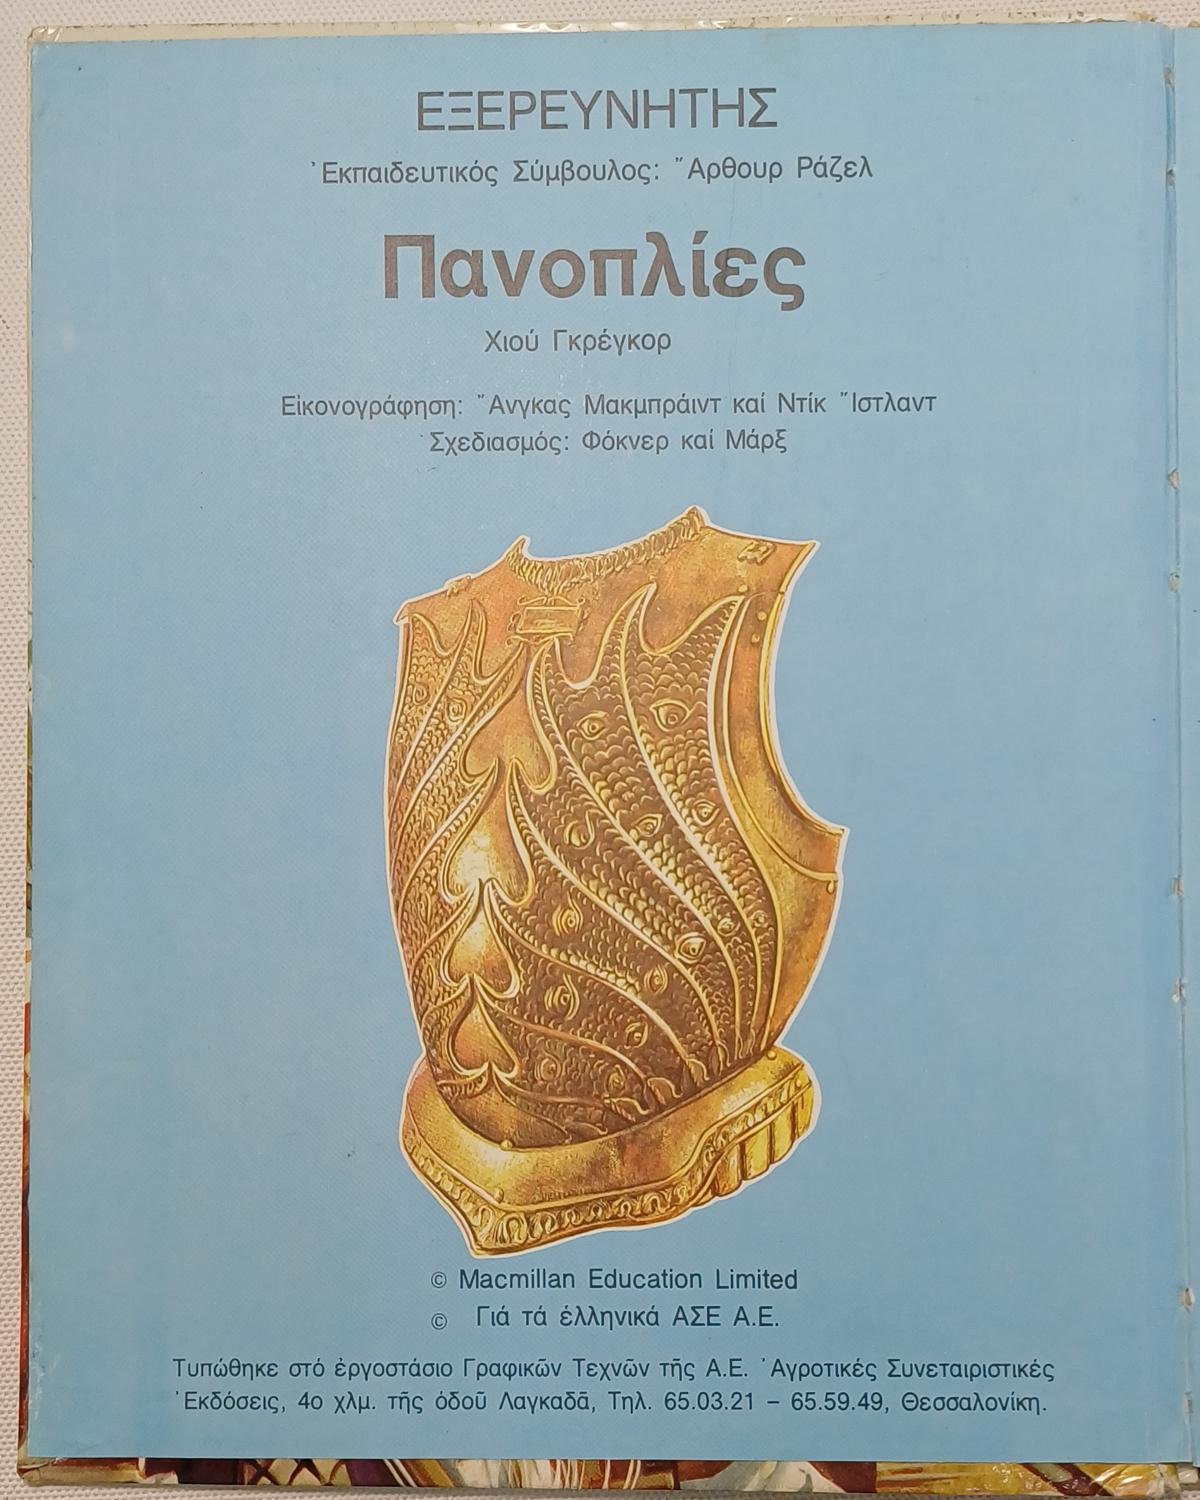 ΕΞΕΡΕΥΝΗΤΗΣ
Ἐκπαιδευτικός Σύμβουλος: Ἄρθουρ Ράζελ
Πανοπλίες
Χιού Γκρέγκορ
Εἰκονογράφηση: Ἄνγκας Μακμπράιντ καί Ντίκ Ἴστλαντ
Σχεδιασμός: Φόκνερ καί Μάρξ
© Macmillan Education Limited
© Γιά τά ἑλληνικά ΑΣΕ Α.Ε.
Τυπώθηκε στό ἐργοστάσιο Γραφικῶν Τεχνῶν τῆς Α.Ε. Ἀγροτικές Συνεταιριστικές
Ἐκδόσεις, 4ο χλμ. τῆς ὁδοῦ Λαγκαδᾶ, Τηλ. 65.03.21 – 65.59.49, Θεσσαλονίκη.